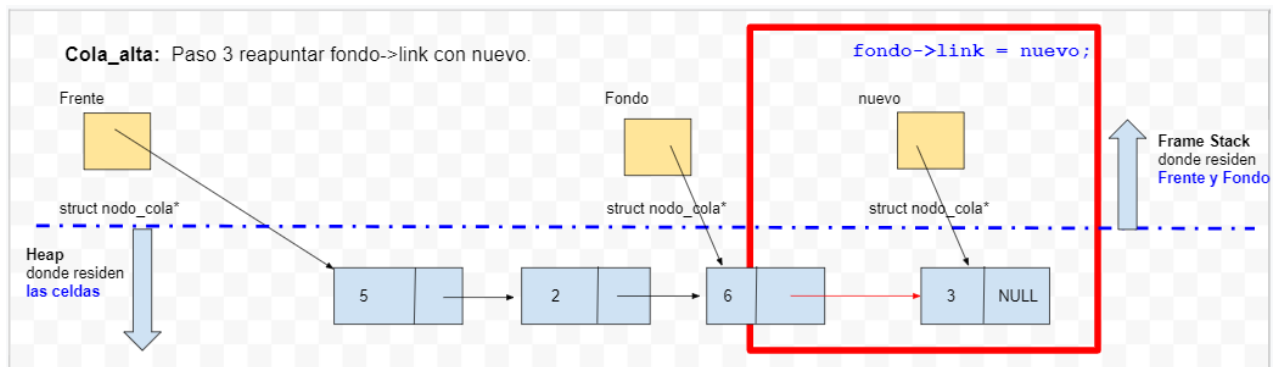 Cola_alta: Paso 3 reapuntar fondo->link con nuevo.
fondo->link = nuevo;
Frente
Fondo
nuevo
Frame Stack
donde residen
Frente y Fondo
struct nodo_cola*
struct nodo_cola*
struct nodo_cola*
Heap
donde residen
las celdas
5
2
6
3
NULL